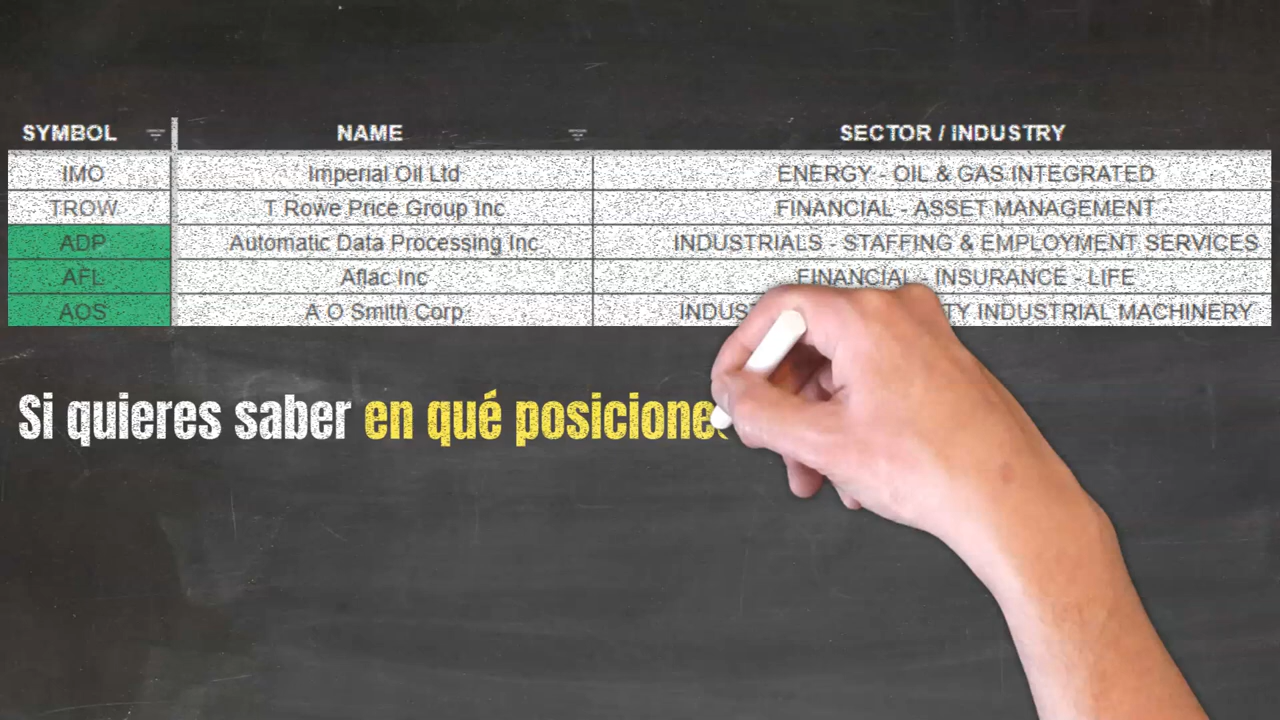 SYMBOL NAME SECTOR / INDUSTRY
IMO Imperial Oil Ltd ENERGY - OIL & GAS INTEGRATED
TROW T Rowe Price Group Inc FINANCIAL - ASSET MANAGEMENT
ADP Automatic Data Processing Inc INDUSTRIALS - STAFFING & EMPLOYMENT SERVICES
AFL Aflac Inc FINANCIAL - INSURANCE - LIFE
AOS A O Smith Corp INDUSTRIAL MACHINERY
Si quieres saber en qué posiciones